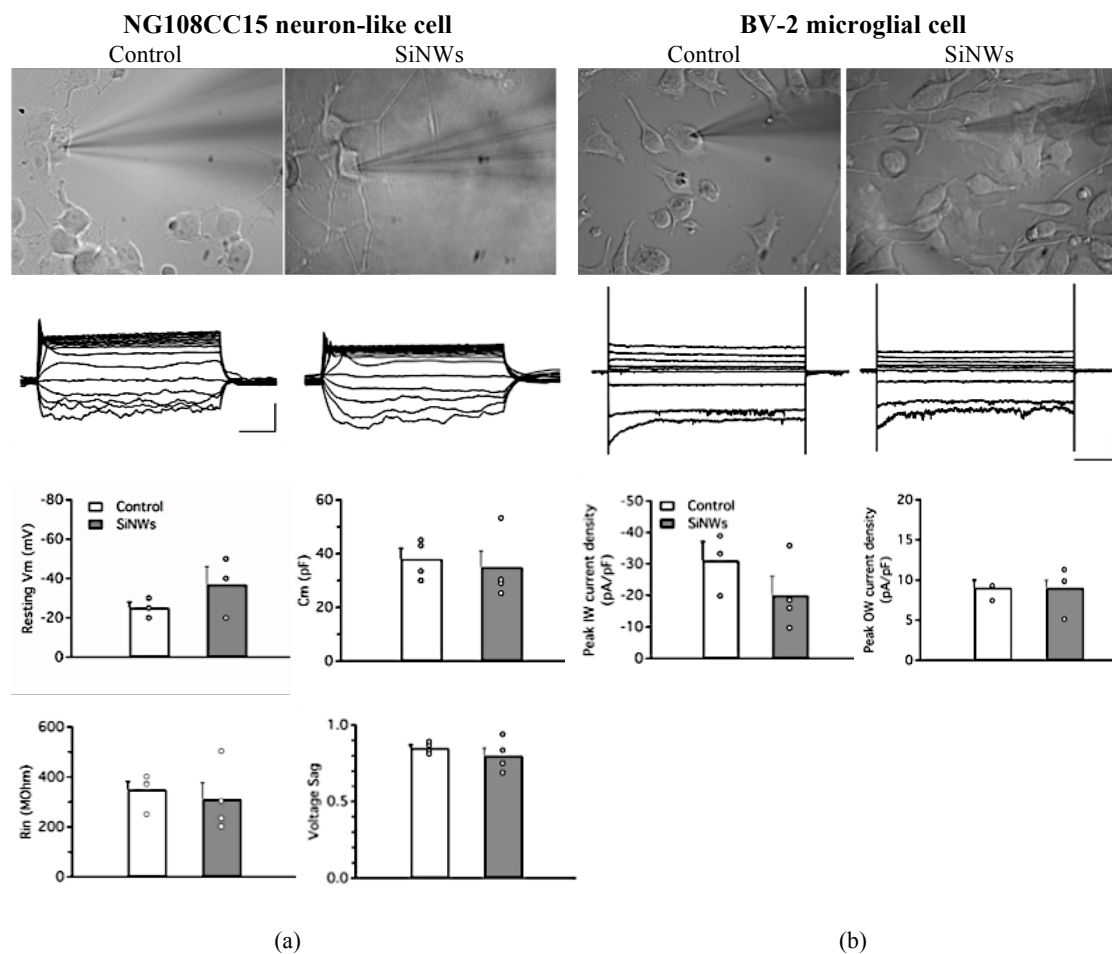 NG108CC15 neuron-like cell
Control
SiNWs
BV-2 microglial cell
Control
SiNWs
Resting Vm (mV)
-80
-60
-40
-20
0
Control
SiNWs
Cm (pF)
60
40
20
0
Peak IW current density
(pA/pF)
-50
-40
-30
-20
-10
-0
Control
SiNWs
Peak OW current density
(pA/pF)
20
15
10
5
0
Rin (MOhm)
600
400
200
0
Voltage Sag
1.0
0.5
0.0
(a)
(b)